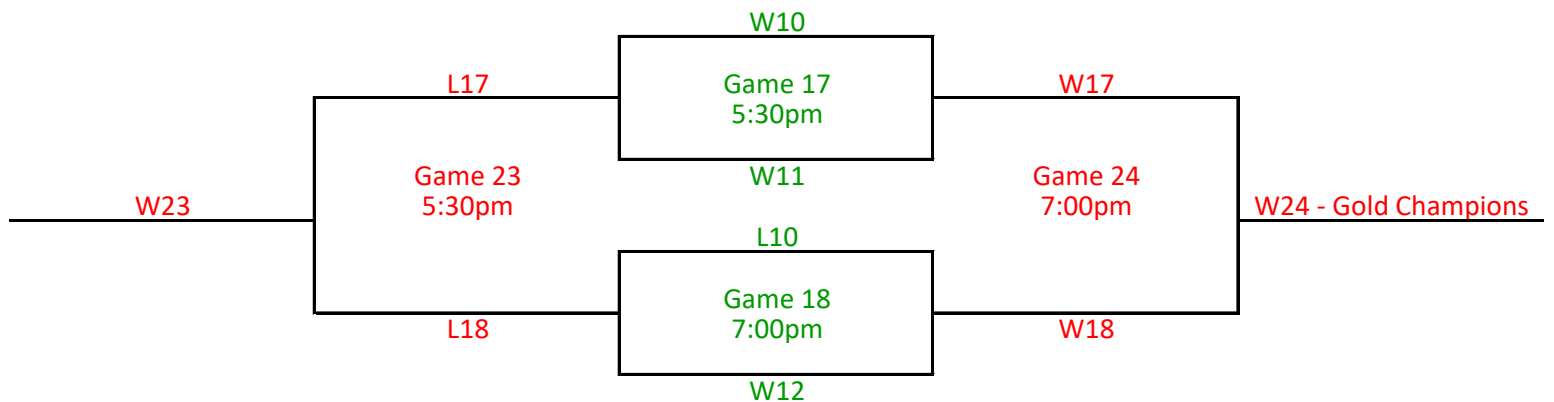 W10
L17
Game 17
W17
5:30pm
W11
Game 23
Game 24
W23
5:30pm
7:00pm
W24 - Gold Champions
L10
Game 18
7:00pm
L18
W18
W12